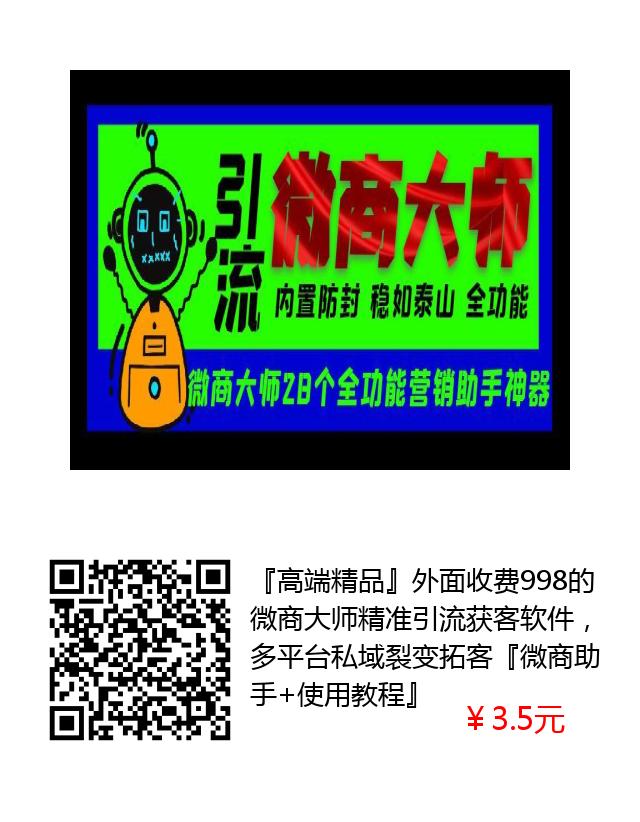 引流
微商大师
内置防封 稳如泰山 全功能
微商大师28个全功能营销助手神器
『高端精品』外面收费998的
微商大师精准引流获客软件，
多平台私域裂变拓客『微商助
手+使用教程』
￥3.5元